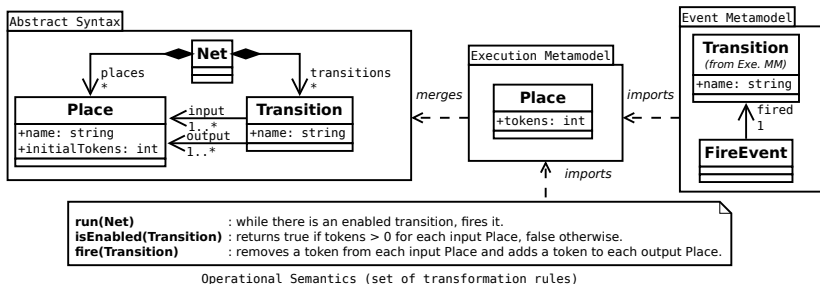 Abstract Syntax
Net
places
*
transitions
*
Place
+name: string
+initialTokens: int
input
1..*
output
1..*
Transition
+name: string
merges
Execution Metamodel
Place
+tokens: int
imports
Event Metamodel
Transition
(from Exe. MM)
+name: string
fired
1
FireEvent
imports
run(Net) : while there is an enabled transition, fires it.
isEnabled(Transition) : returns true if tokens > 0 for each input Place, false otherwise.
fire(Transition) : removes a token from each input Place and adds a token to each output Place.
Operational Semantics (set of transformation rules)